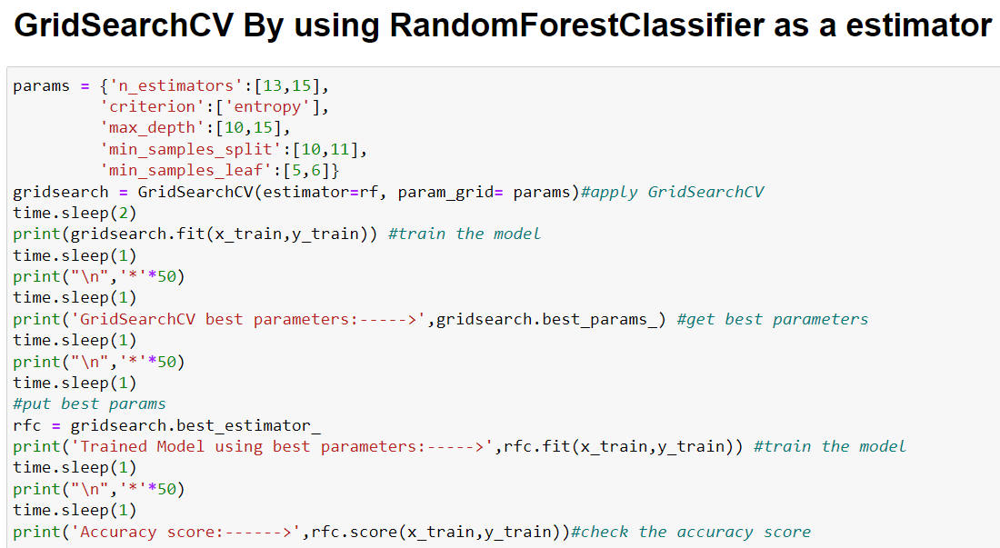 GridSearchCV By using RandomForestClassifier as a estimator
params = {'n_estimators':[13,15],
'criterion':['entropy'],
'max_depth':[10,15],
'min_samples_split':[10,11],
'min_samples_leaf':[5,6]}
gridsearch = GridSearchCV(estimator=rf, param_grid= params)#apply GridSearchCV
time.sleep(2)
print(gridsearch.fit(x_train,y_train)) #train the model
time.sleep(1)
print("\n",'*'*50)
time.sleep(1)
print('GridSearchCV best parameters:----->',gridsearch.best_params_) #get best parameters
time.sleep(1)
print("\n",'*'*50)
time.sleep(1)
#put best params
rfc = gridsearch.best_estimator_
print('Trained Model using best parameters:----->',rfc.fit(x_train,y_train)) #train the model
time.sleep(1)
print("\n",'*'*50)
time.sleep(1)
print('Accuracy score:------>',rfc.score(x_train,y_train))#check the accuracy score